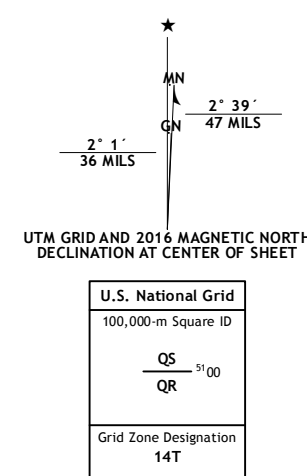 MN
GN
2° 39´
47 MILS
2° 1´
36 MILS
UTM GRID AND 2016 MAGNETIC NORTH
DECLINATION AT CENTER OF SHEET
U.S. National Grid
100,000-m Square ID
QS
5100
QR
Grid Zone Designation
14T